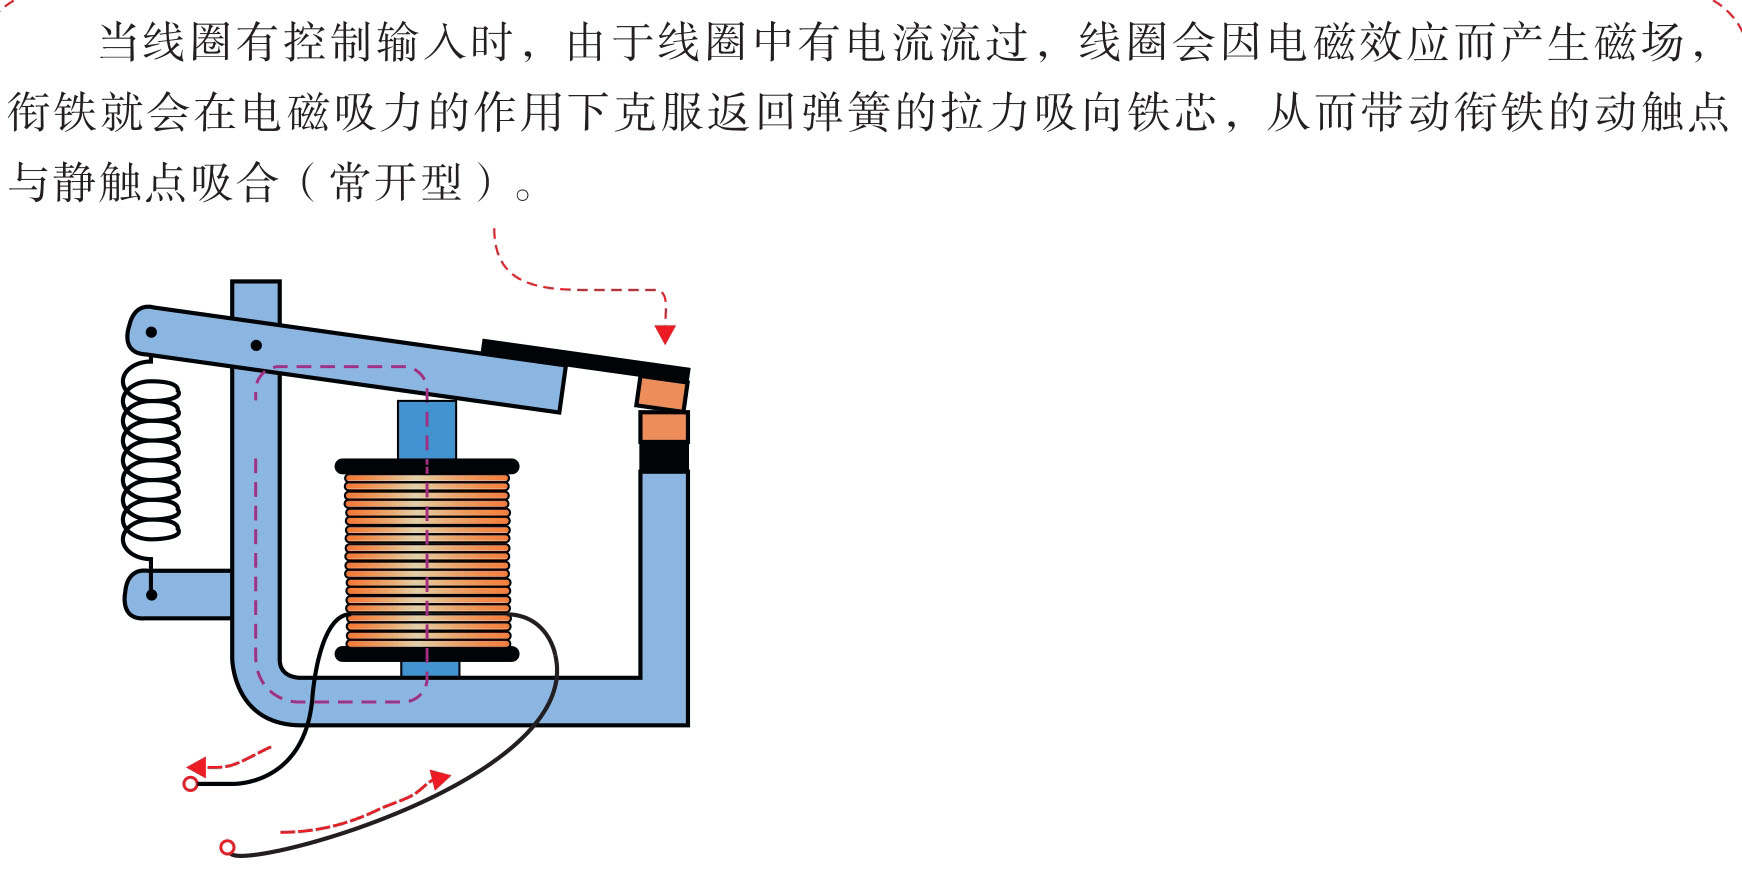 当线圈有控制输入时，由于线圈中有电流流过，线圈会因电磁效应而产生磁场，
衔铁就会在电磁吸力的作用下克服返回弹簧的拉力吸向铁芯，从而带动衔铁的动触点
与静触点吸合（常开型）。